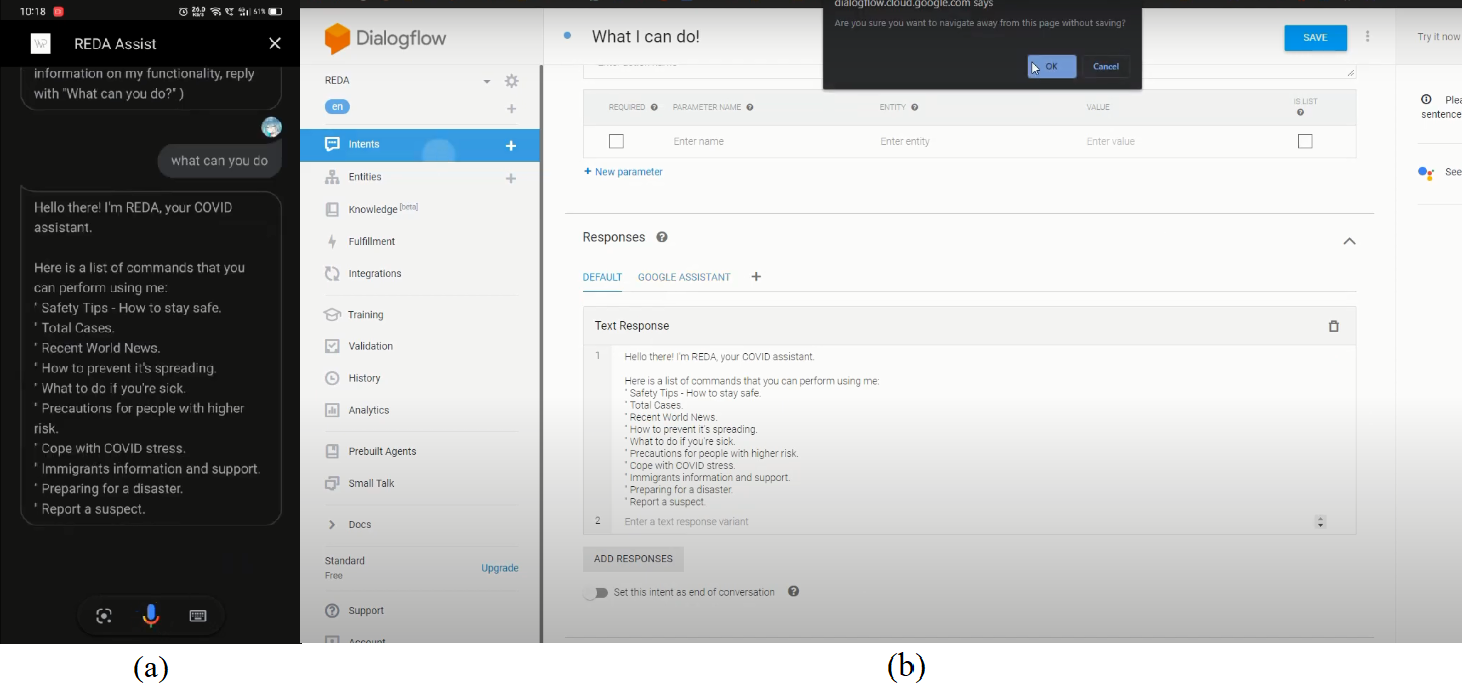 10:18
61%
REDA Assist
information on my functionality, reply
with "What can you do?" )
what can you do
Hello there! I'm REDA, your COVID
assistant.
Here is a list of commands that you
can perform using me:
* Safety Tips - How to stay safe.
* Total Cases.
* Recent World News.
* How to prevent it's spreading.
* What to do if you're sick.
* Precautions for people with higher
risk.
* Cope with COVID stress.
* Immigrants information and support.
* Preparing for a disaster.
* Report a suspect.
(a)
Dialogflow
REDA
en
Intents
Entities
Knowledge [beta]
Fulfillment
Integrations
Training
Validation
History
Analytics
Prebuilt Agents
Small Talk
Docs
Standard
Free
Upgrade
Support
Account
What I can do!
dialogflow.cloud.google.com says
Are you sure you want to navigate away from this page without saving?
OK Cancel
SAVE
Try it now
REQUIRED PARAMETER NAME ENTITY VALUE IS LIST
Enter name Enter entity Enter value
+ New parameter
Responses
DEFAULT GOOGLE ASSISTANT +
Text Response
1 Hello there! I'm REDA, your COVID assistant.
Here is a list of commands that you can perform using me:
* Safety Tips - How to stay safe.
* Total Cases.
* Recent World News.
* How to prevent it's spreading.
* What to do if you're sick.
* Precautions for people with higher risk.
* Cope with COVID stress.
* Immigrants information and support.
* Preparing for a disaster.
* Report a suspect.
2 Enter a text response variant
ADD RESPONSES
Set this intent as end of conversation
Plea
sentence
See
(b)